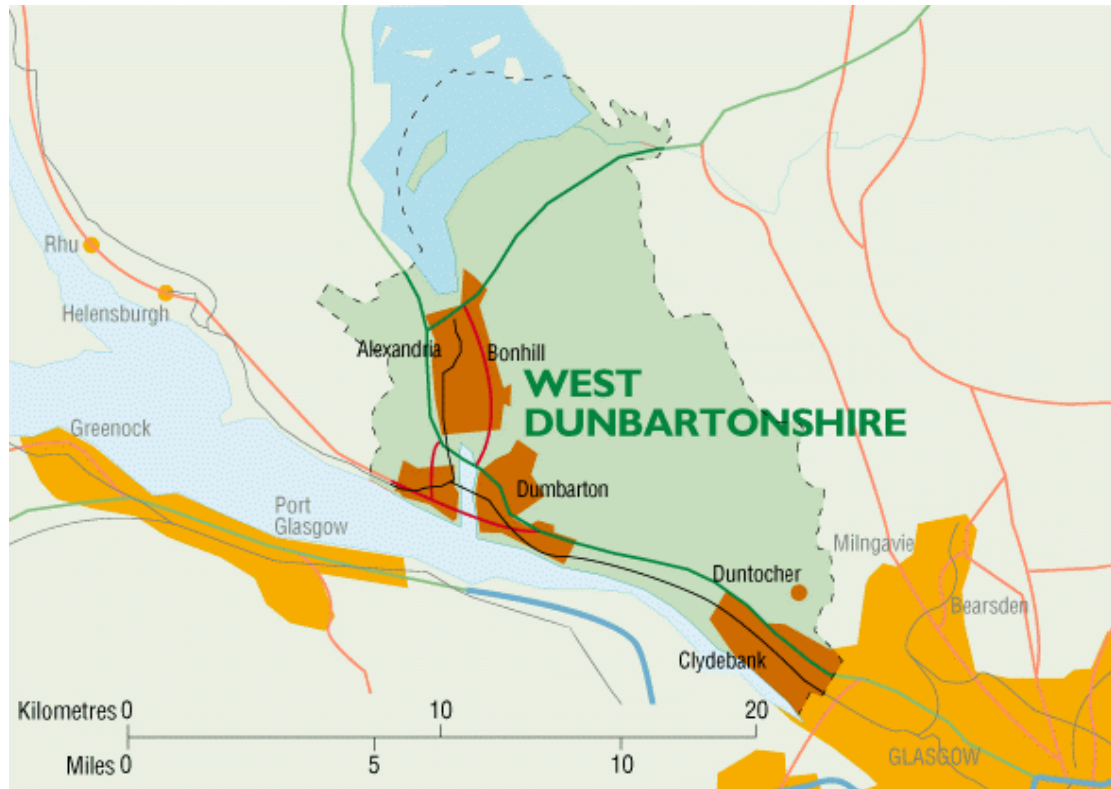 Rhu
Helensburgh
Alexandria
Bonhill
WEST
DUNBARTONSHIRE
Greenock
Dumbarton
Port
Glasgow
Milngavie
Duntocher
Bearsden
Clydebank
Kilometres 0 10 20
GLASGOW
Miles 0 5 10